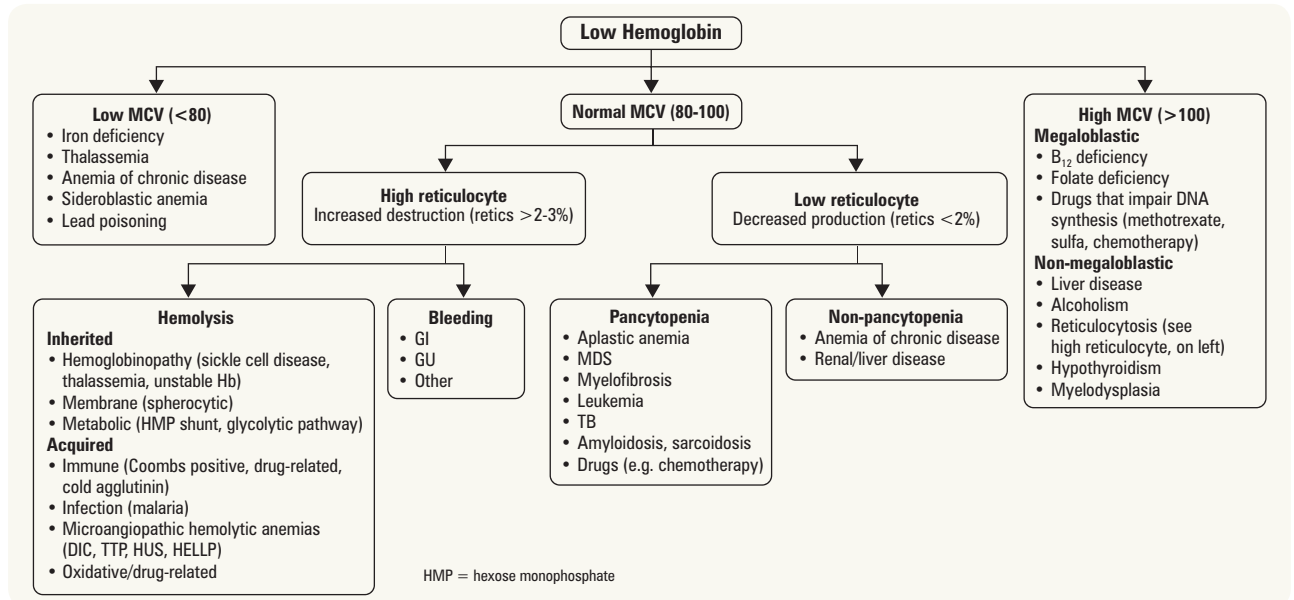 Low Hemoglobin
Low MCV (<80)
• Iron deficiency
• Thalassemia
• Anemia of chronic disease
• Sideroblastic anemia
• Lead poisoning
Normal MCV (80-100)
High reticulocyte
Increased destruction (retics >2-3%)
Low reticulocyte
Decreased production (retics <2%)
High MCV (>100)
Megaloblastic
• B₁₂ deficiency
• Folate deficiency
• Drugs that impair DNA
synthesis (methotrexate,
sulfa, chemotherapy)
Non-megaloblastic
• Liver disease
• Alcoholism
• Reticulocytosis (see
high reticulocyte, on left)
• Hypothyroidism
• Myelodysplasia
Hemolysis
Inherited
• Hemoglobinopathy (sickle cell disease,
thalassemia, unstable Hb)
• Membrane (spherocytic)
• Metabolic (HMP shunt, glycolytic pathway)
Acquired
• Immune (Coombs positive, drug-related,
cold agglutinin)
• Infection (malaria)
• Microangiopathic hemolytic anemias
(DIC, TTP, HUS, HELLP)
• Oxidative/drug-related
Bleeding
• GI
• GU
• Other
Pancytopenia
• Aplastic anemia
• MDS
• Myelofibrosis
• Leukemia
• TB
• Amyloidosis, sarcoidosis
• Drugs (e.g. chemotherapy)
Non-pancytopenia
• Anemia of chronic disease
• Renal/liver disease
HMP = hexose monophosphate